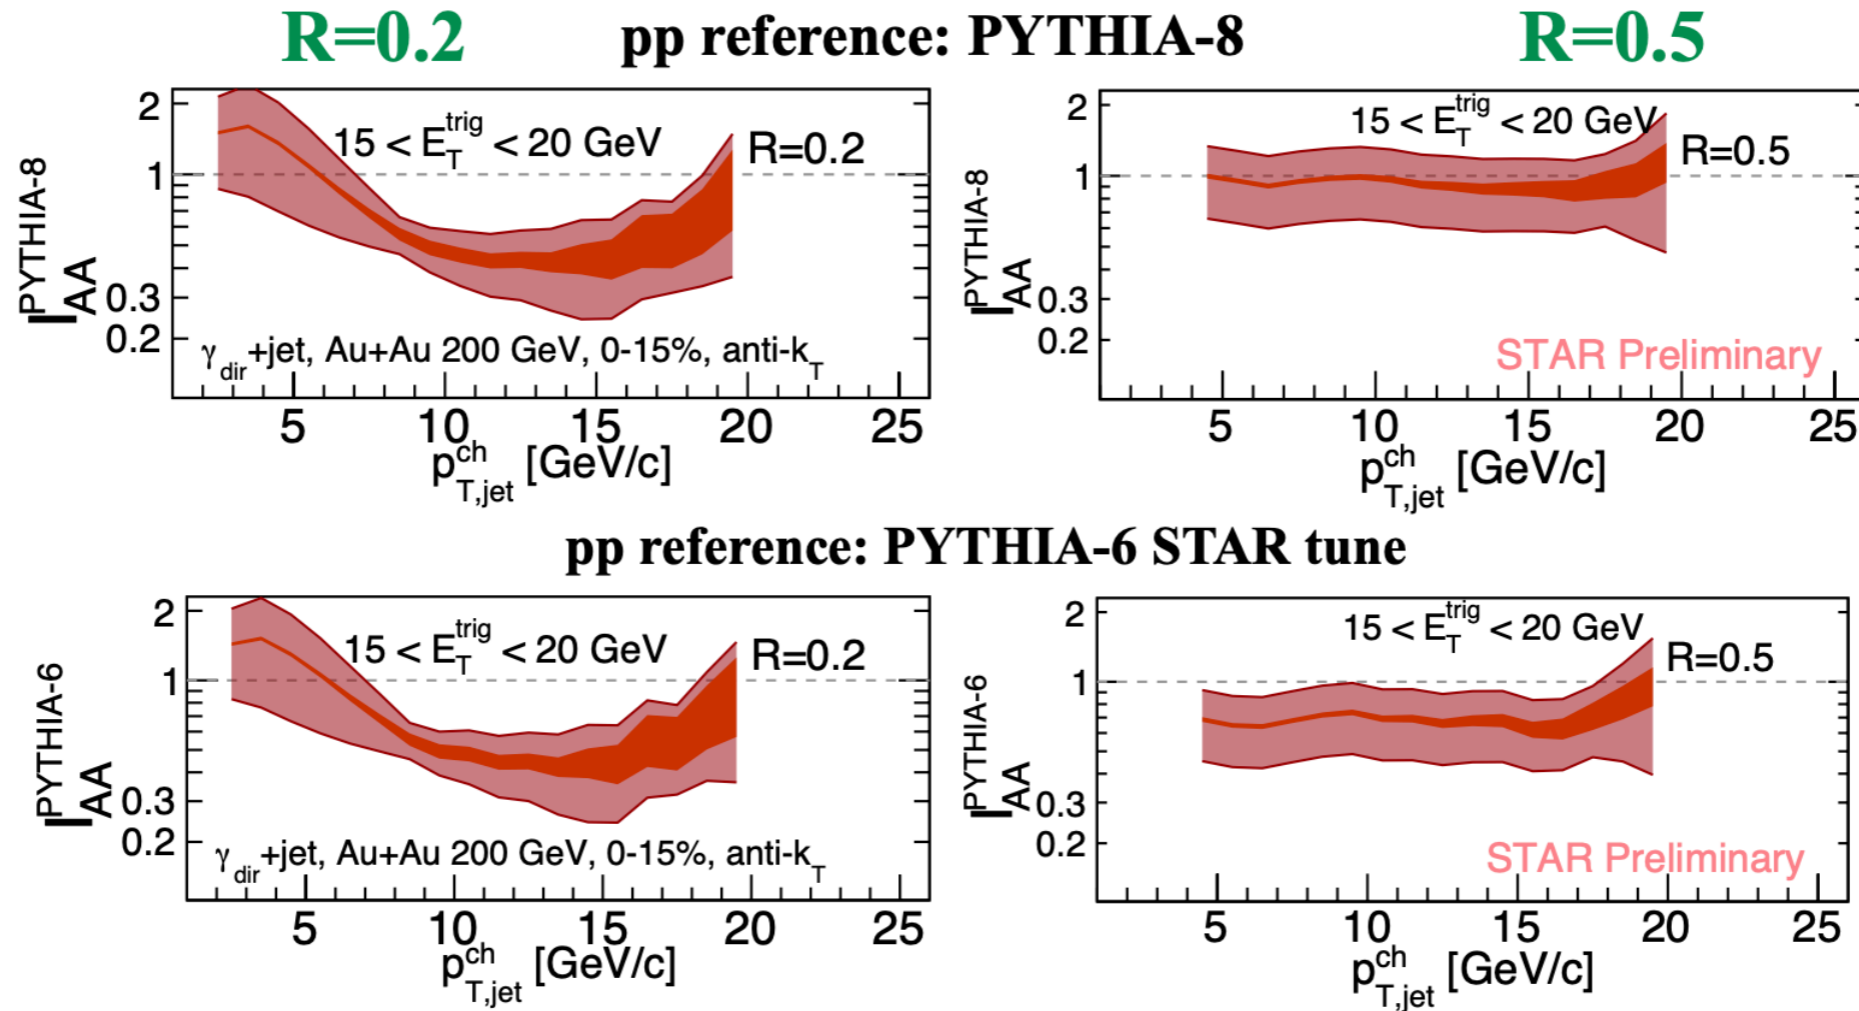 R=0.2 pp reference: PYTHIA-8 R=0.5
2
1
0.3
0.2
I_AA^PYTHIA-8
15 < E_T^trig < 20 GeV
R=0.2
γ_dir+jet, Au+Au 200 GeV, 0-15%, anti-k_T
5 10 15 20 25
p_T,jet^ch [GeV/c]
2
1
0.3
0.2
I_AA^PYTHIA-8
15 < E_T^trig < 20 GeV
R=0.5
STAR Preliminary
5 10 15 20 25
p_T,jet^ch [GeV/c]
pp reference: PYTHIA-6 STAR tune
2
1
0.3
0.2
I_AA^PYTHIA-6
15 < E_T^trig < 20 GeV
R=0.2
γ_dir+jet, Au+Au 200 GeV, 0-15%, anti-k_T
5 10 15 20 25
p_T,jet^ch [GeV/c]
2
1
0.3
0.2
I_AA^PYTHIA-6
15 < E_T^trig < 20 GeV
R=0.5
STAR Preliminary
5 10 15 20 25
p_T,jet^ch [GeV/c]